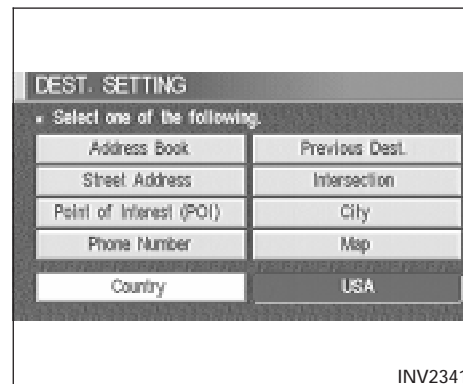 DEST. SETTING
Select one of the following.
Address Book Previous Dest.
Street Address Intersection
Point of Interest (POI) City
Phone Number Map
Country USA
INV2341